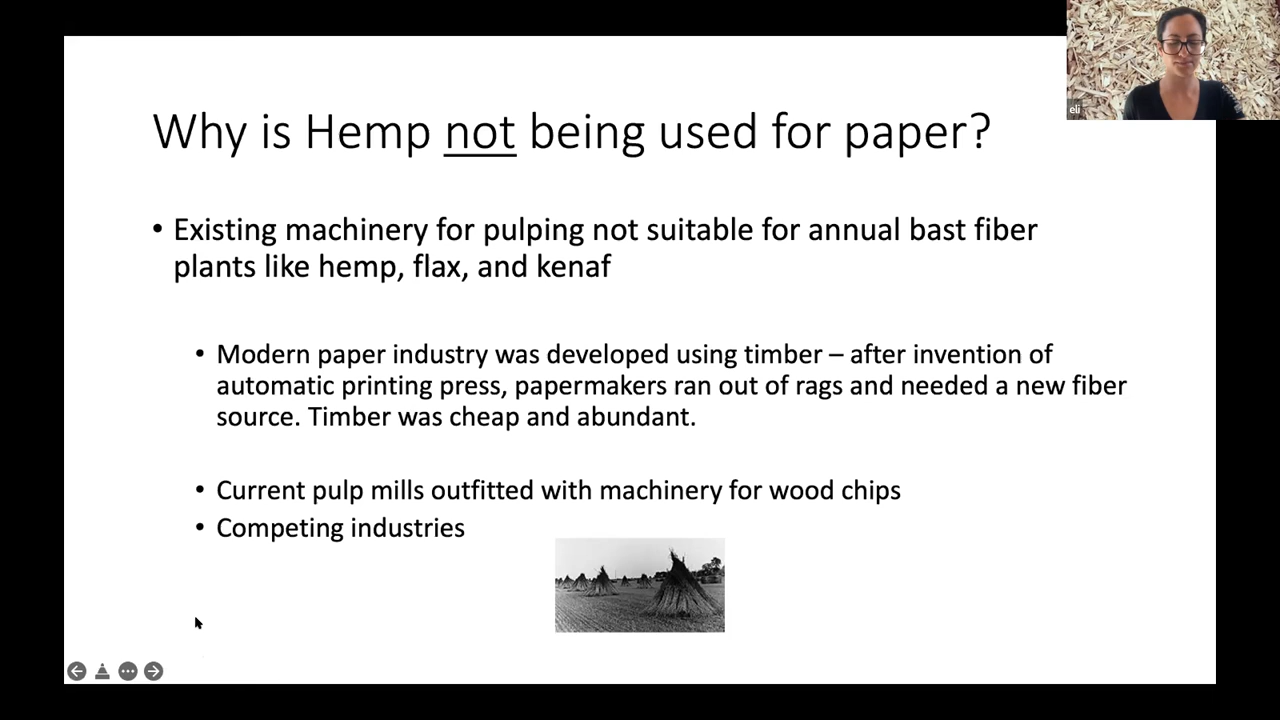 eli
Why is Hemp not being used for paper?
• Existing machinery for pulping not suitable for annual bast fiber
plants like hemp, flax, and kenaf
• Modern paper industry was developed using timber – after invention of
automatic printing press, papermakers ran out of rags and needed a new fiber
source. Timber was cheap and abundant.
• Current pulp mills outfitted with machinery for wood chips
• Competing industries